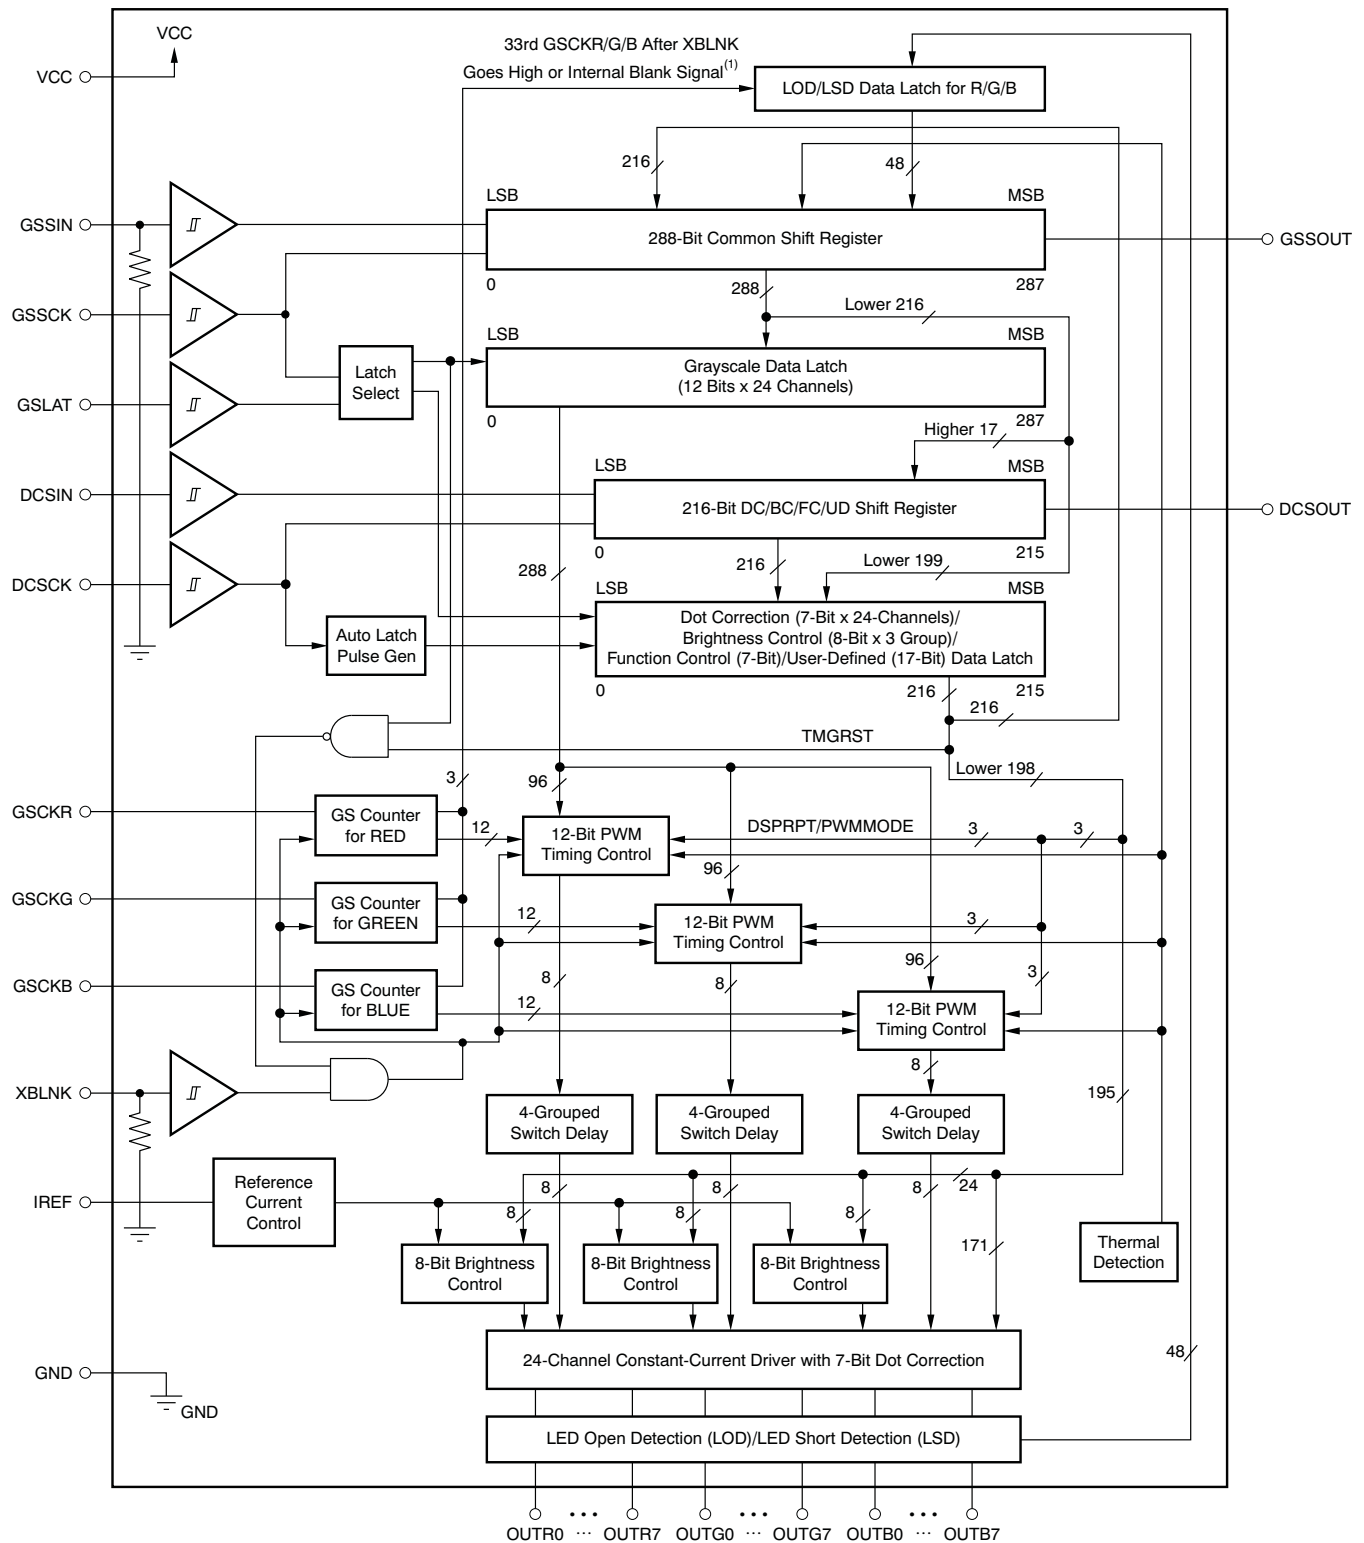 VCC
VCC
33rd GSCKR/G/B After XBLNK
Goes High or Internal Blank Signal(1)
LOD/LSD Data Latch for R/G/B
216
48
LSB
MSB
GSSIN
288-Bit Common Shift Register
GSSOUT
0
287
288
Lower 216
GSSCK
LSB
MSB
Latch
Select
Grayscale Data Latch
(12 Bits x 24 Channels)
GSLAT
0
287
Higher 17
LSB
MSB
DCSIN
216-Bit DC/BC/FC/UD Shift Register
DCSOUT
0
215
288
216
Lower 199
DCSCK
LSB
MSB
Auto Latch
Pulse Gen
Dot Correction (7-Bit x 24-Channels)/
Brightness Control (8-Bit x 3 Group)/
Function Control (7-Bit)/User-Defined (17-Bit) Data Latch
0
216
215
216
TMGRST
Lower 198
3
96
GSCKR
GS Counter
for RED
12
12-Bit PWM
Timing Control
DSPRPT/PWMMODE
3
3
96
GSCKG
GS Counter
for GREEN
12
12-Bit PWM
Timing Control
3
96
3
8
8
GSCKB
GS Counter
for BLUE
12
12-Bit PWM
Timing Control
8
XBLNK
195
4-Grouped
Switch Delay
4-Grouped
Switch Delay
4-Grouped
Switch Delay
IREF
Reference
Current
Control
8
8
8
24
8
8
8
171
8-Bit Brightness
Control
8-Bit Brightness
Control
8-Bit Brightness
Control
Thermal
Detection
48
GND
GND
24-Channel Constant-Current Driver with 7-Bit Dot Correction
LED Open Detection (LOD)/LED Short Detection (LSD)
OUTR0 ... OUTR7 OUTG0 ... OUTG7 OUTB0 ... OUTB7